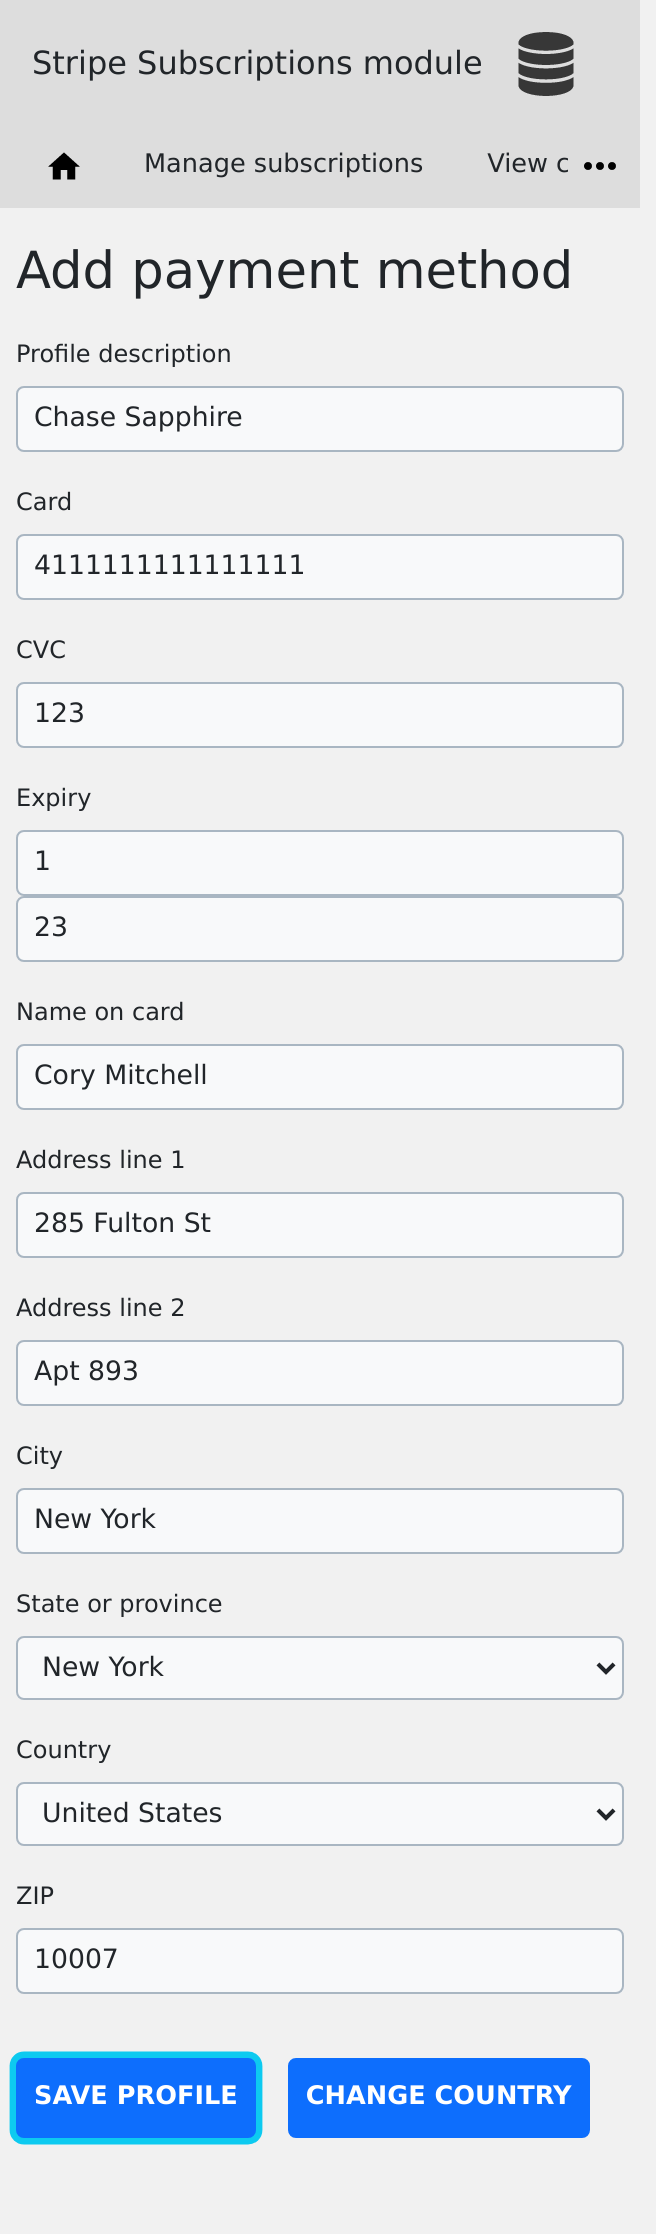 Stripe Subscriptions module
Manage subscriptions
View c
Add payment method
Profile description
Chase Sapphire
Card
4111111111111111
CVC
123
Expiry
1
23
Name on card
Cory Mitchell
Address line 1
285 Fulton St
Address line 2
Apt 893
City
New York
State or province
New York
Country
United States
ZIP
10007
SAVE PROFILE
CHANGE COUNTRY